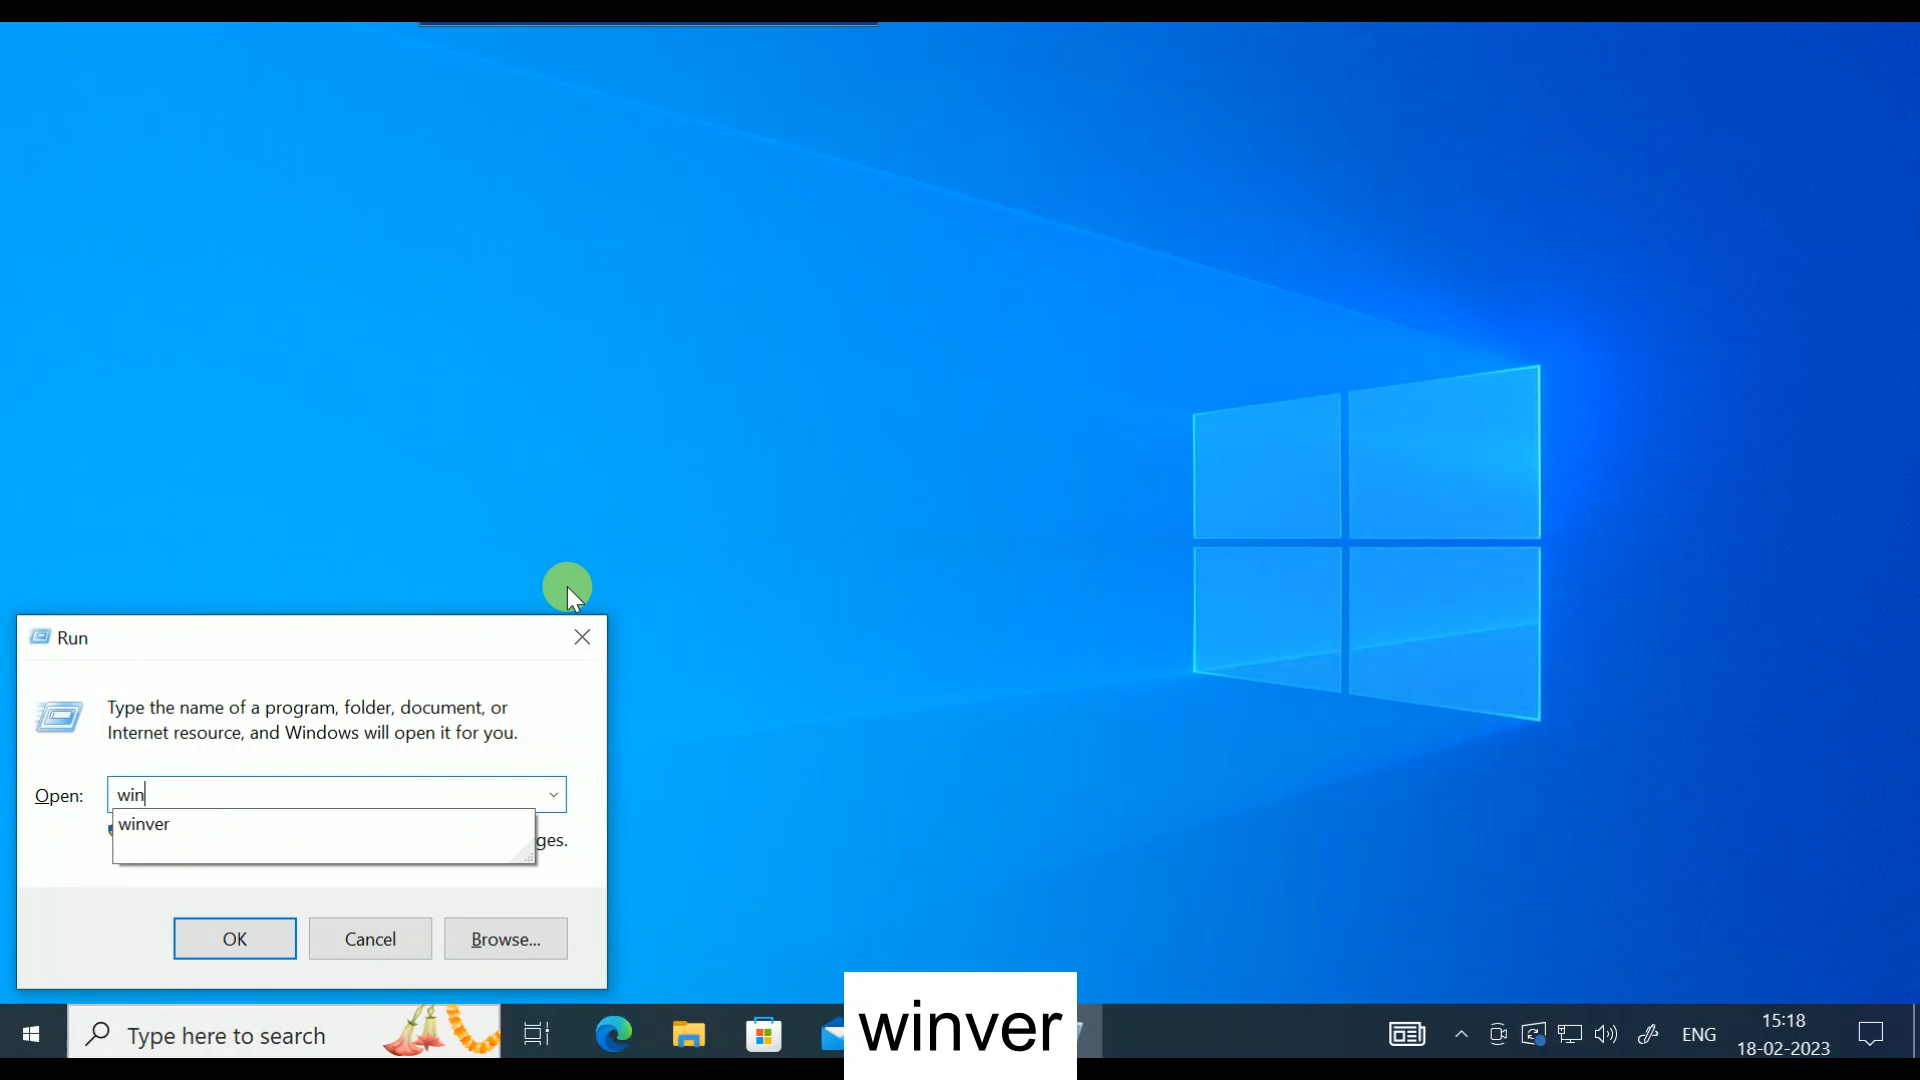 Run
Type the name of a program, folder, document, or
Internet resource, and Windows will open it for you.
Open:
win
winver
ges.
OK
Cancel
Browse...
Type here to search
winver
ENG
15:18
18-02-2023